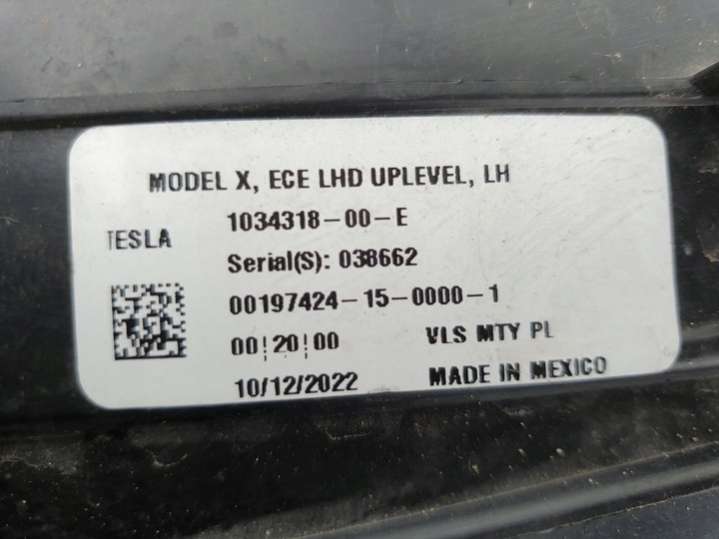 MODEL X, ECE LHD UPLEVEL, LH
TESLA
1034318-00-E
Serial(S): 038662
00197424-15-0000-1
00¦20¦00 VLS MTY PL
10/12/2022 MADE IN MEXICO